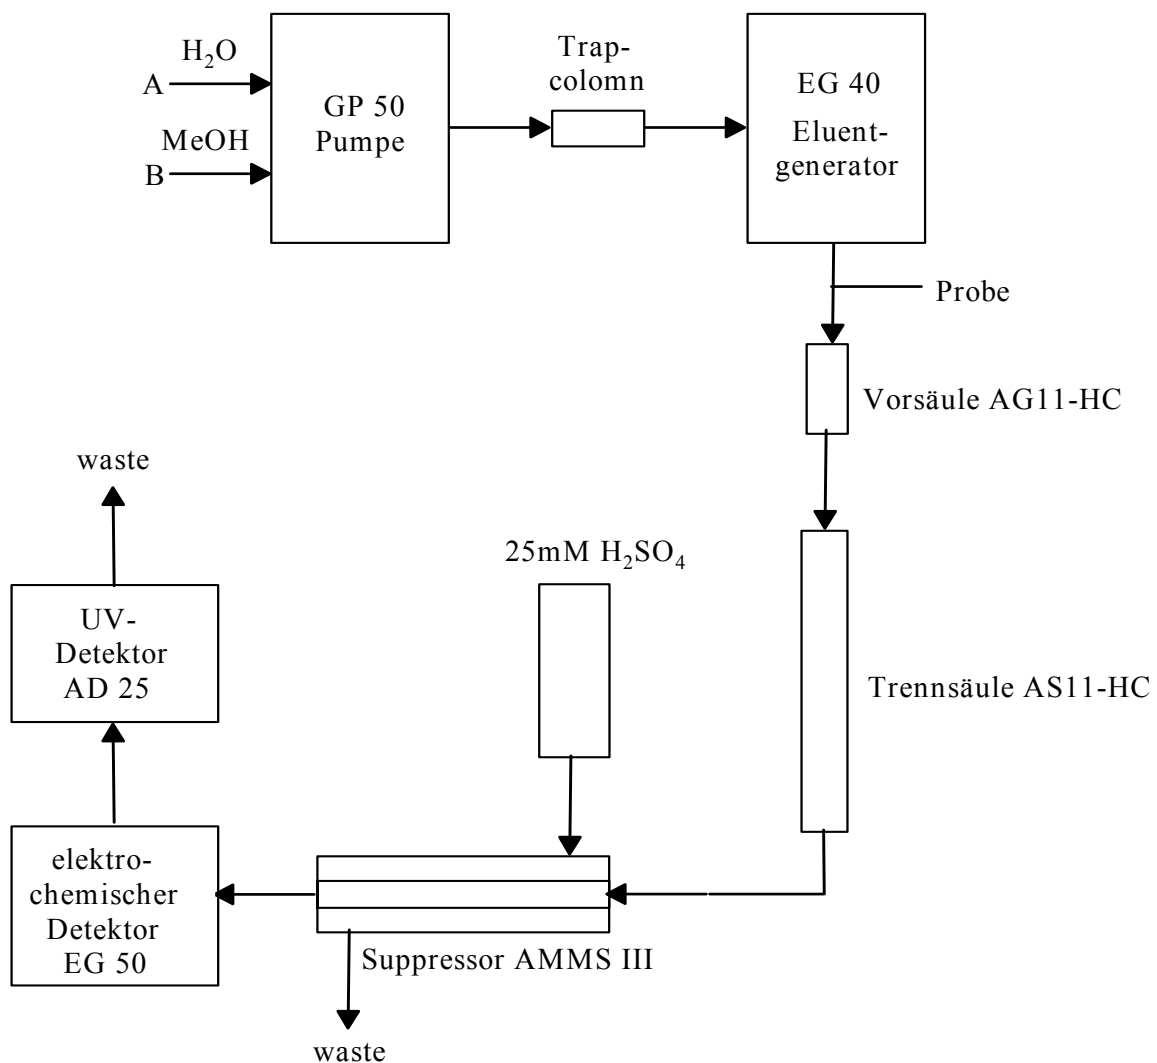 H₂O
A
MeOH
B
GP 50
Pumpe
Trap-
colomn
EG 40
Eluent-
generator
Probe
Vorsäule AG11-HC
Trennsäule AS11-HC
25mM H₂SO₄
Suppressor AMMS III
waste
elektro-
chemischer
Detektor
EG 50
UV-
Detektor
AD 25
waste